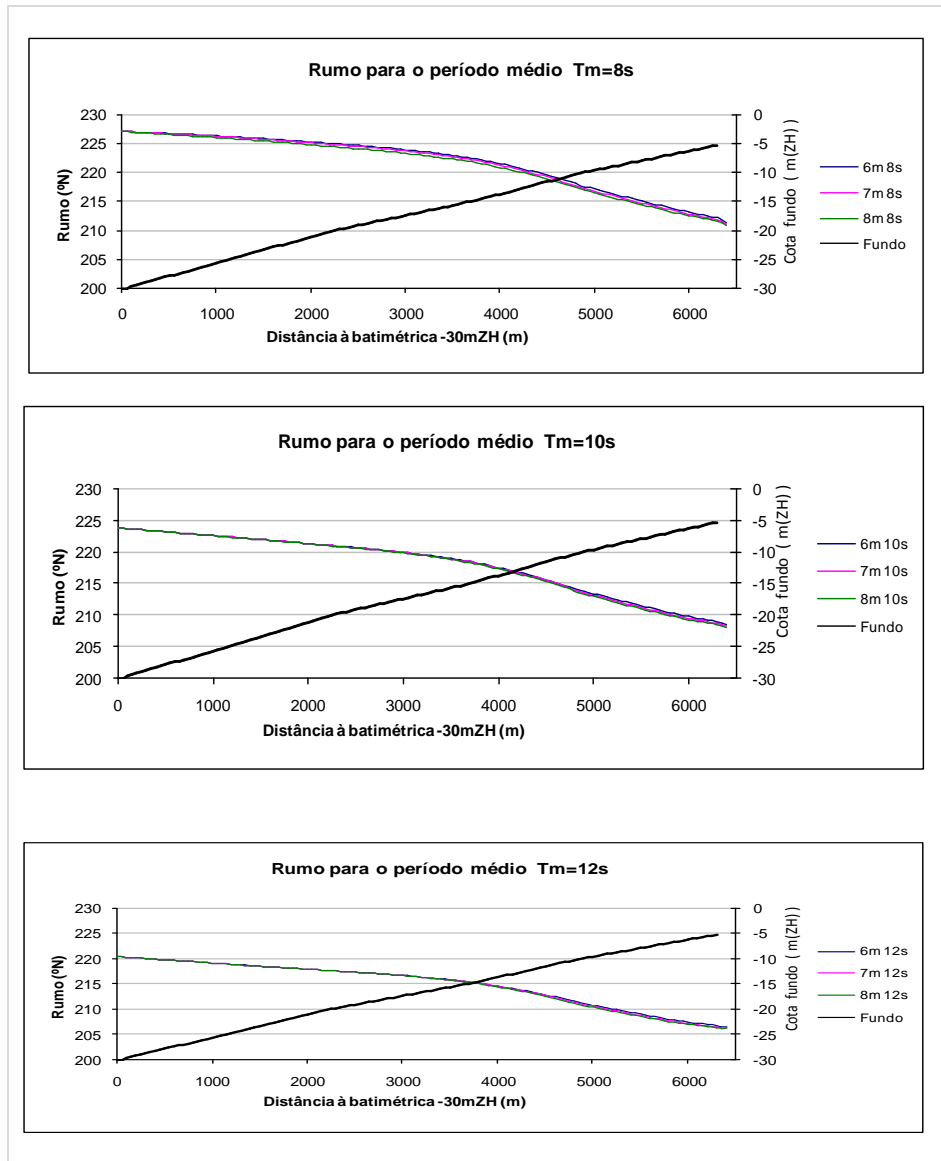 Rumo para o período médio Tm=8s
Rumo (ºN)
230
225
220
215
210
205
200
0
-5
-10
-15
-20
-25
-30
Cota fundo ( m(ZH))
0 1000 2000 3000 4000 5000 6000
Distância à batimétrica -30mZH (m)
6m 8s
7m 8s
8m 8s
Fundo
Rumo para o período médio Tm=10s
Rumo (ºN)
230
225
220
215
210
205
200
0
-5
-10
-15
-20
-25
-30
Cota fundo ( m(ZH))
0 1000 2000 3000 4000 5000 6000
Distância à batimétrica -30mZH (m)
6m 10s
7m 10s
8m 10s
Fundo
Rumo para o período médio Tm=12s
Rumo (ºN)
230
225
220
215
210
205
200
0
-5
-10
-15
-20
-25
-30
Cota fundo ( m(ZH))
0 1000 2000 3000 4000 5000 6000
Distância à batimétrica -30mZH (m)
6m 12s
7m 12s
8m 12s
Fundo